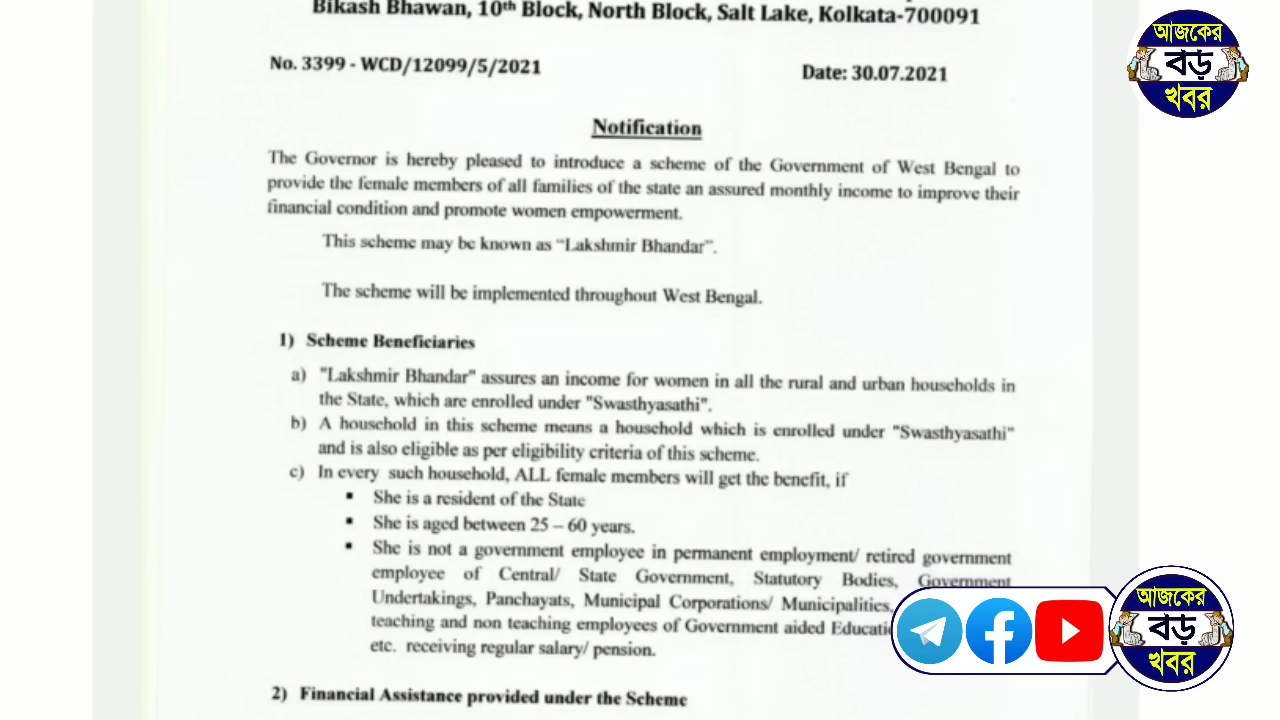 Bikash Bhawan, 10th Block, North Block, Salt Lake, Kolkata-700091
No. 3399 - WCD/12099/5/2021
Date: 30.07.2021
Notification
The Governor is hereby pleased to introduce a scheme of the Government of West Bengal to
provide the female members of all families of the state an assured monthly income to improve their
financial condition and promote women empowerment.
This scheme may be known as "Lakshmir Bhandar".
The scheme will be implemented throughout West Bengal.
1) Scheme Beneficiaries
a) "Lakshmir Bhandar" assures an income for women in all the rural and urban households in
the State, which are enrolled under "Swasthyasathi".
b) A household in this scheme means a household which is enrolled under "Swasthyasathi"
and is also eligible as per eligibility criteria of this scheme.
c) In every such household, ALL female members will get the benefit, if
▪ She is a resident of the State
▪ She is aged between 25 – 60 years.
▪ She is not a government employee in permanent employment/ retired government
employee of Central/ State Government, Statutory Bodies, Government
Undertakings, Panchayats, Municipal Corporations/ Municipalities,
teaching and non teaching employees of Government aided
etc. receiving regular salary/ pension.
2) Financial Assistance provided under the Scheme
আজকের
বড়
খবর
আজকের
বড়
খবর